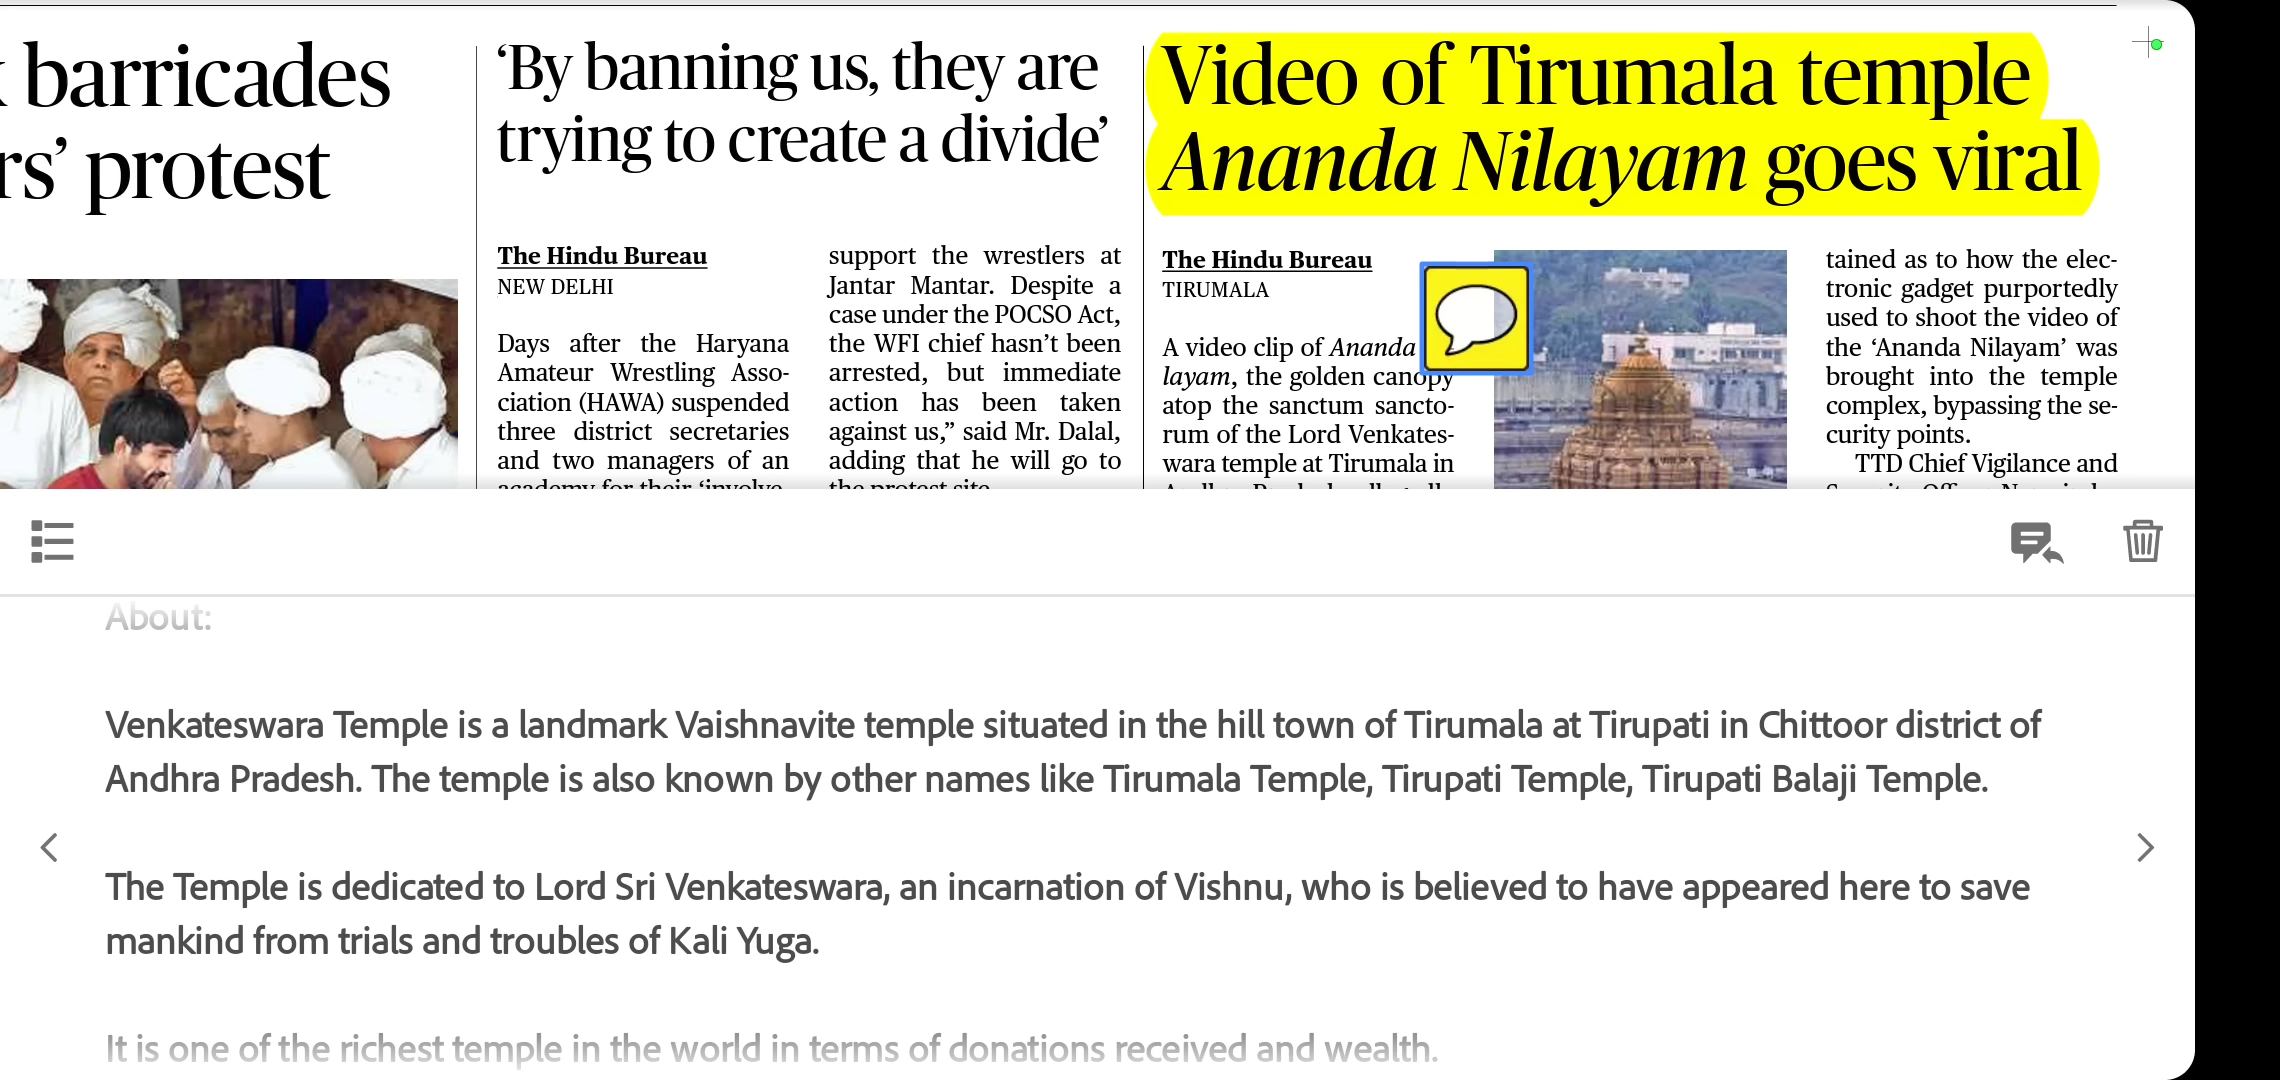 barricades
rs’ protest
‘By banning us, they are
trying to create a divide’
The Hindu Bureau
NEW DELHI
Days after the Haryana
Amateur Wrestling Asso-
ciation (HAWA) suspended
three district secretaries
and two managers of an
academy for their ‘involve-
support the wrestlers at
Jantar Mantar. Despite a
case under the POCSO Act,
the WFI chief hasn’t been
arrested, but immediate
action has been taken
against us,” said Mr. Dalal,
adding that he will go to
the protest site.
Video of Tirumala temple
Ananda Nilayam goes viral
The Hindu Bureau
TIRUMALA
A video clip of Ananda
layam, the golden canopy
atop the sanctum sancto-
rum of the Lord Venkates-
wara temple at Tirumala in
tained as to how the elec-
tronic gadget purportedly
used to shoot the video of
the ‘Ananda Nilayam’ was
brought into the temple
complex, bypassing the se-
curity points.
TTD Chief Vigilance and
About:
Venkateswara Temple is a landmark Vaishnavite temple situated in the hill town of Tirumala at Tirupati in Chittoor district of
Andhra Pradesh. The temple is also known by other names like Tirumala Temple, Tirupati Temple, Tirupati Balaji Temple.
The Temple is dedicated to Lord Sri Venkateswara, an incarnation of Vishnu, who is believed to have appeared here to save
mankind from trials and troubles of Kali Yuga.
It is one of the richest temple in the world in terms of donations received and wealth.